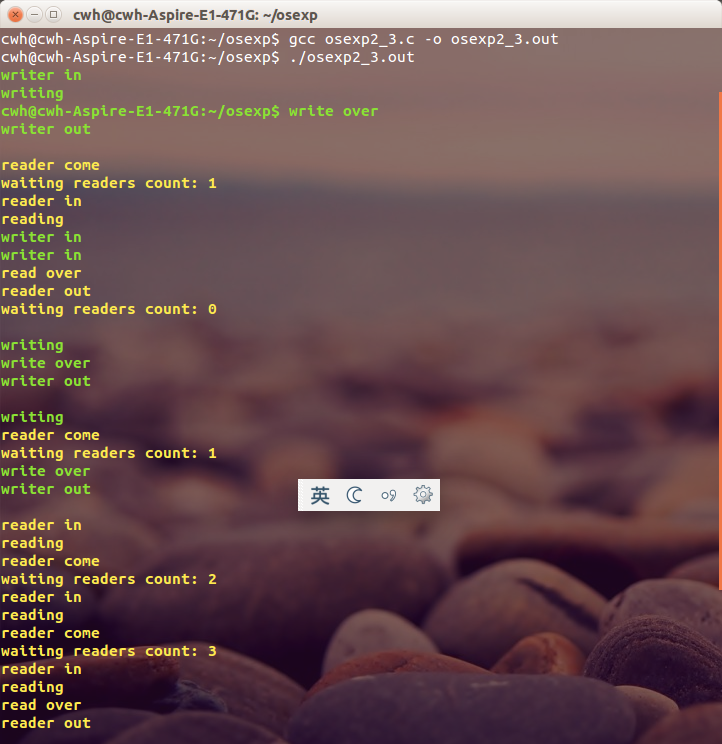 cwh@cwh-Aspire-E1-471G: ~/osexp
cwh@cwh-Aspire-E1-471G:~/osexp$ gcc osexp2_3.c -o osexp2_3.out
cwh@cwh-Aspire-E1-471G:~/osexp$ ./osexp2_3.out
writer in
writing
cwh@cwh-Aspire-E1-471G:~/osexp$ write over
writer out
reader come
waiting readers count: 1
reader in
reading
writer in
writer in
read over
reader out
waiting readers count: 0
writing
write over
writer out
writing
reader come
waiting readers count: 1
write over
writer out
英
reader in
reading
reader come
waiting readers count: 2
reader in
reading
reader come
waiting readers count: 3
reader in
reading
read over
reader out